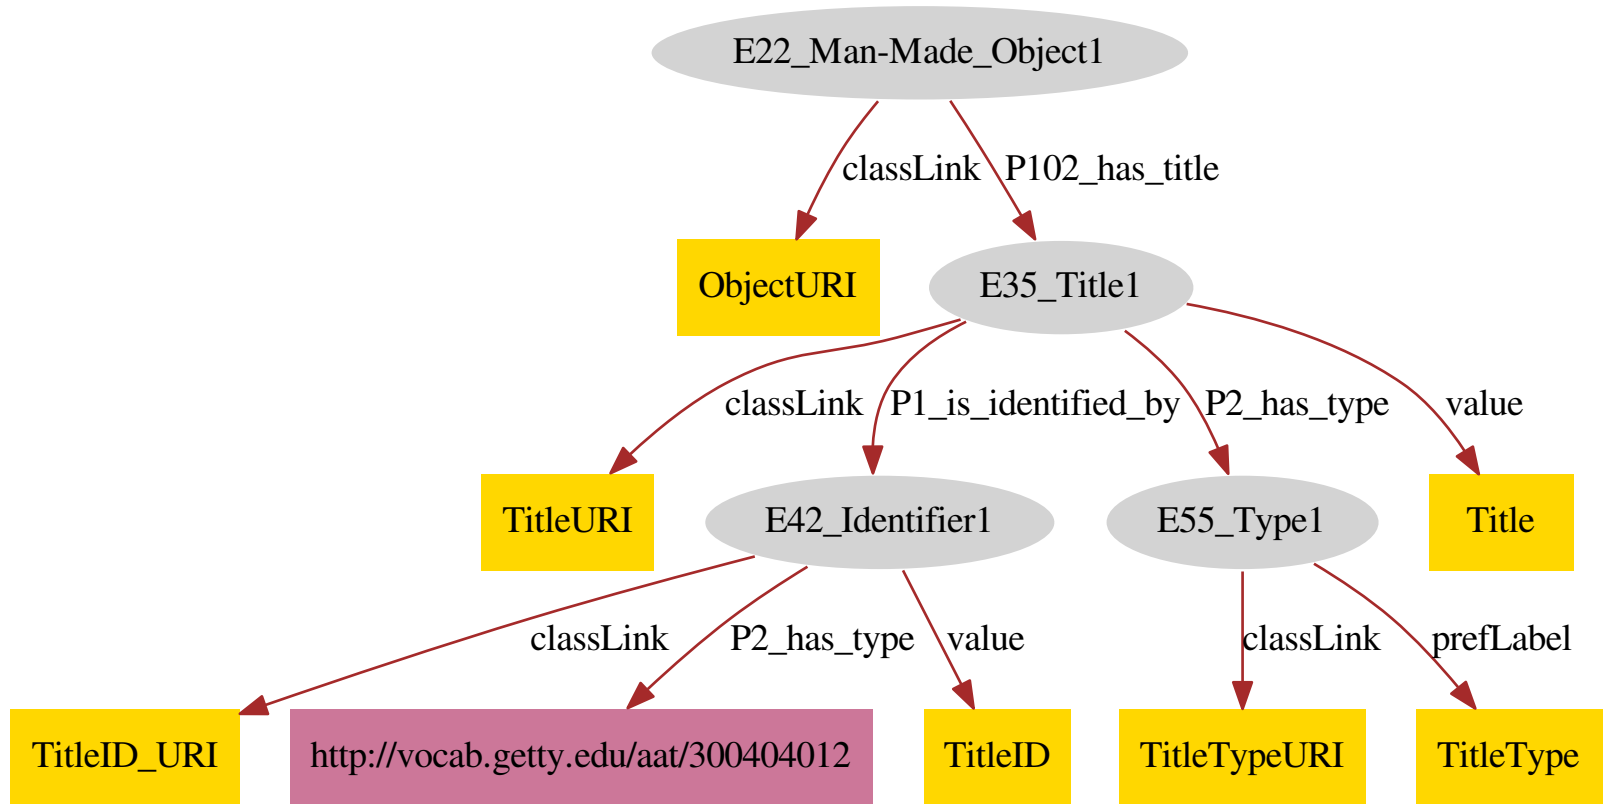 E22_Man-Made_Object1
classLink
P102_has_title
ObjectURI
E35_Title1
classLink
P1_is_identified_by
P2_has_type
value
TitleURI
E42_Identifier1
E55_Type1
Title
classLink
P2_has_type
value
classLink
prefLabel
TitleID_URI
http://vocab.getty.edu/aat/300404012
TitleID
TitleTypeURI
TitleType